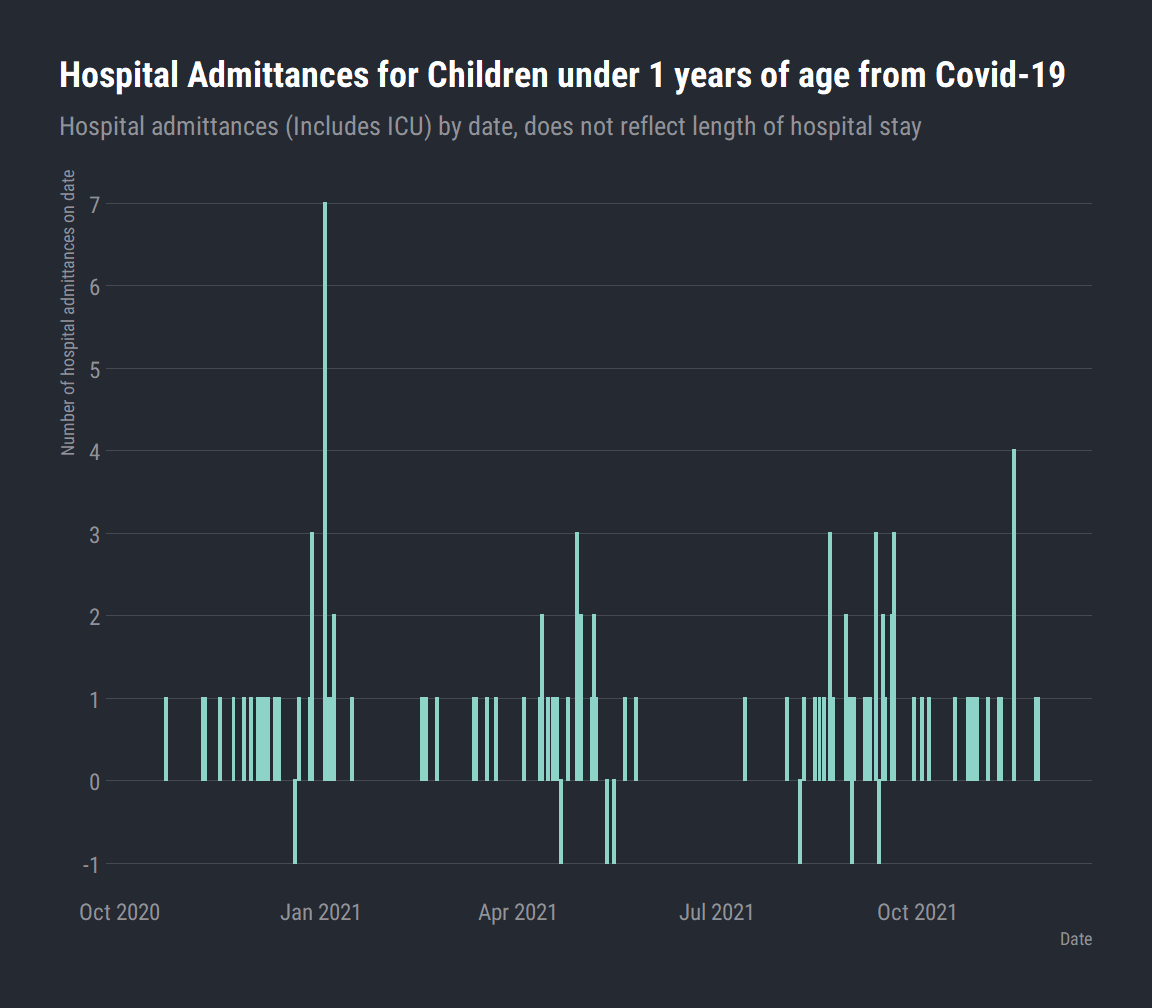 Hospital Admittances for Children under 1 years of age from Covid-19
Hospital admittances (Includes ICU) by date, does not reflect length of hospital stay
Number of hospital admittances on date
7
6
5
4
3
2
1
0
-1
Oct 2020
Jan 2021
Apr 2021
Jul 2021
Oct 2021
Date